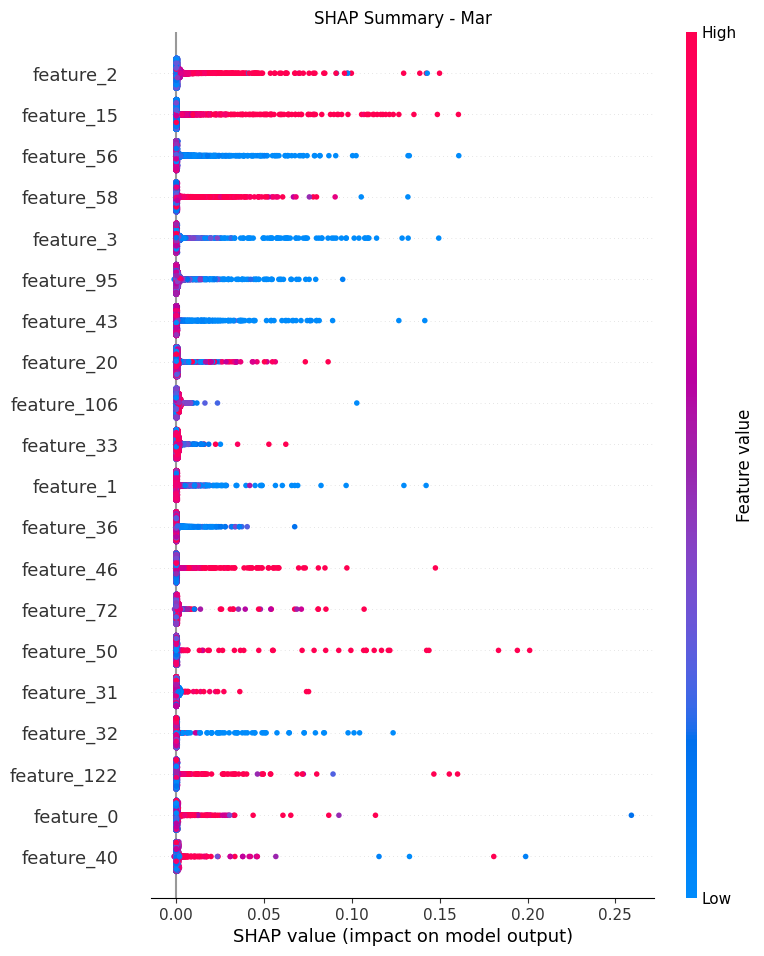 SHAP Summary - Mar
High
feature_2
feature_15
feature_56
feature_58
feature_3
feature_95
feature_43
feature_20
feature_106
feature_33
feature_1
feature_36
feature_46
feature_72
feature_50
feature_31
feature_32
feature_122
feature_0
feature_40
Feature value
Low
0.00 0.05 0.10 0.15 0.20 0.25
SHAP value (impact on model output)